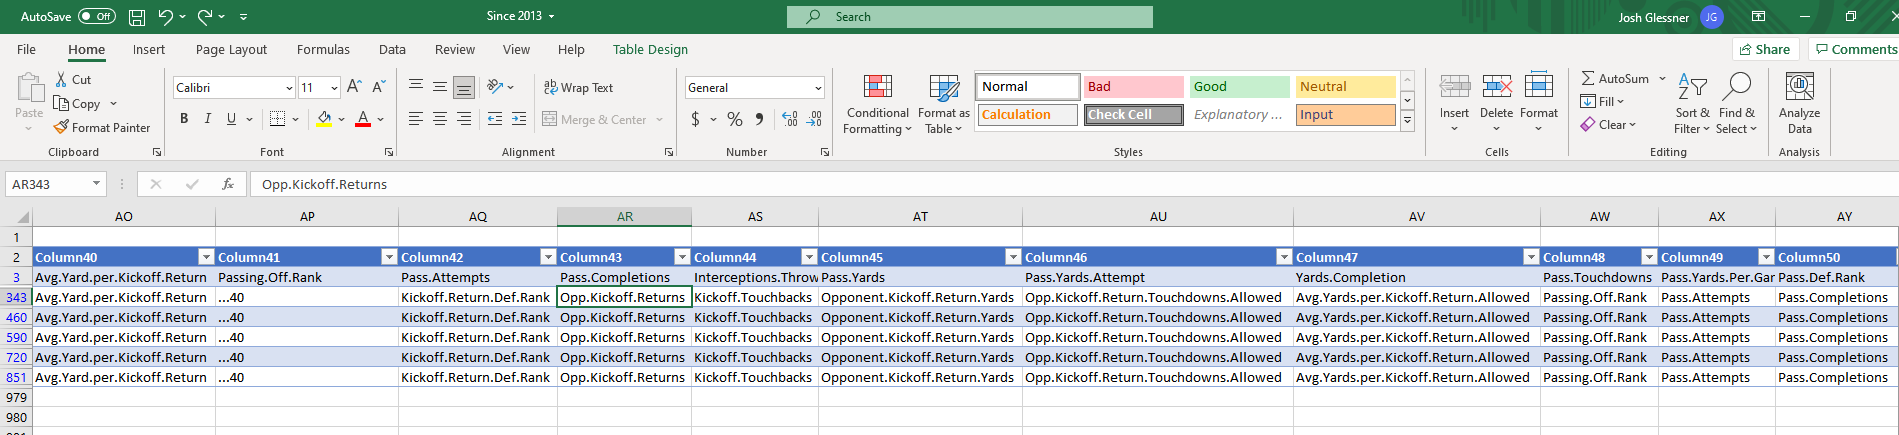 AutoSave Off Since 2013 Search Josh Glessner JG
File Home Insert Page Layout Formulas Data Review View Help Table Design Share Comments
Paste Cut Copy Format Painter Clipboard
Calibri 11 A A B I U A Font
ab Wrap Text Merge & Center Alignment
General $ % Number
Conditional Formatting Format as Table Normal Bad Good Neutral Calculation Check Cell Explanatory ... Input Styles
Insert Delete Format Cells
AutoSum Fill Clear Sort & Filter Find & Select Editing
Analyze Data Analysis
AR343 fx Opp.Kickoff.Returns
AO AP AQ AR AS AT AU AV AW AX AY
1
2 Column40 Column41 Column42 Column43 Column44 Column45 Column46 Column47 Column48 Column49 Column50
3 Avg.Yard.per.Kickoff.Return Passing.Off.Rank Pass.Attempts Pass.Completions Interceptions.Throw Pass.Yards Pass.Yards.Attempt Yards.Completion Pass.Touchdowns Pass.Yards.Per.Gar Pass.Def.Rank
343 Avg.Yard.per.Kickoff.Return ...40 Kickoff.Return.Def.Rank Opp.Kickoff.Returns Kickoff.Touchbacks Opponent.Kickoff.Return.Yards Opp.Kickoff.Return.Touchdowns.Allowed Avg.Yards.per.Kickoff.Return.Allowed Passing.Off.Rank Pass.Attempts Pass.Completions
460 Avg.Yard.per.Kickoff.Return ...40 Kickoff.Return.Def.Rank Opp.Kickoff.Returns Kickoff.Touchbacks Opponent.Kickoff.Return.Yards Opp.Kickoff.Return.Touchdowns.Allowed Avg.Yards.per.Kickoff.Return.Allowed Passing.Off.Rank Pass.Attempts Pass.Completions
590 Avg.Yard.per.Kickoff.Return ...40 Kickoff.Return.Def.Rank Opp.Kickoff.Returns Kickoff.Touchbacks Opponent.Kickoff.Return.Yards Opp.Kickoff.Return.Touchdowns.Allowed Avg.Yards.per.Kickoff.Return.Allowed Passing.Off.Rank Pass.Attempts Pass.Completions
720 Avg.Yard.per.Kickoff.Return ...40 Kickoff.Return.Def.Rank Opp.Kickoff.Returns Kickoff.Touchbacks Opponent.Kickoff.Return.Yards Opp.Kickoff.Return.Touchdowns.Allowed Avg.Yards.per.Kickoff.Return.Allowed Passing.Off.Rank Pass.Attempts Pass.Completions
851 Avg.Yard.per.Kickoff.Return ...40 Kickoff.Return.Def.Rank Opp.Kickoff.Returns Kickoff.Touchbacks Opponent.Kickoff.Return.Yards Opp.Kickoff.Return.Touchdowns.Allowed Avg.Yards.per.Kickoff.Return.Allowed Passing.Off.Rank Pass.Attempts Pass.Completions
979
980